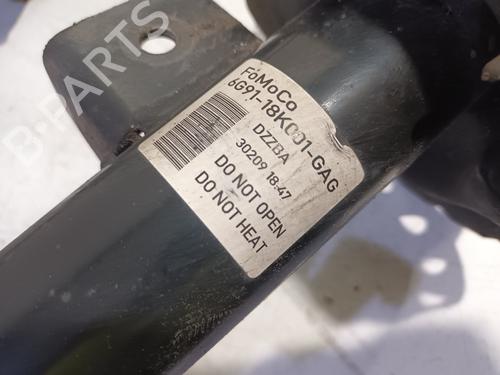 B-PARTS
FoMoCo
6G91-18K001-GAG
DZZBA
30209 18:47
DO NOT OPEN
DO NOT HEAT